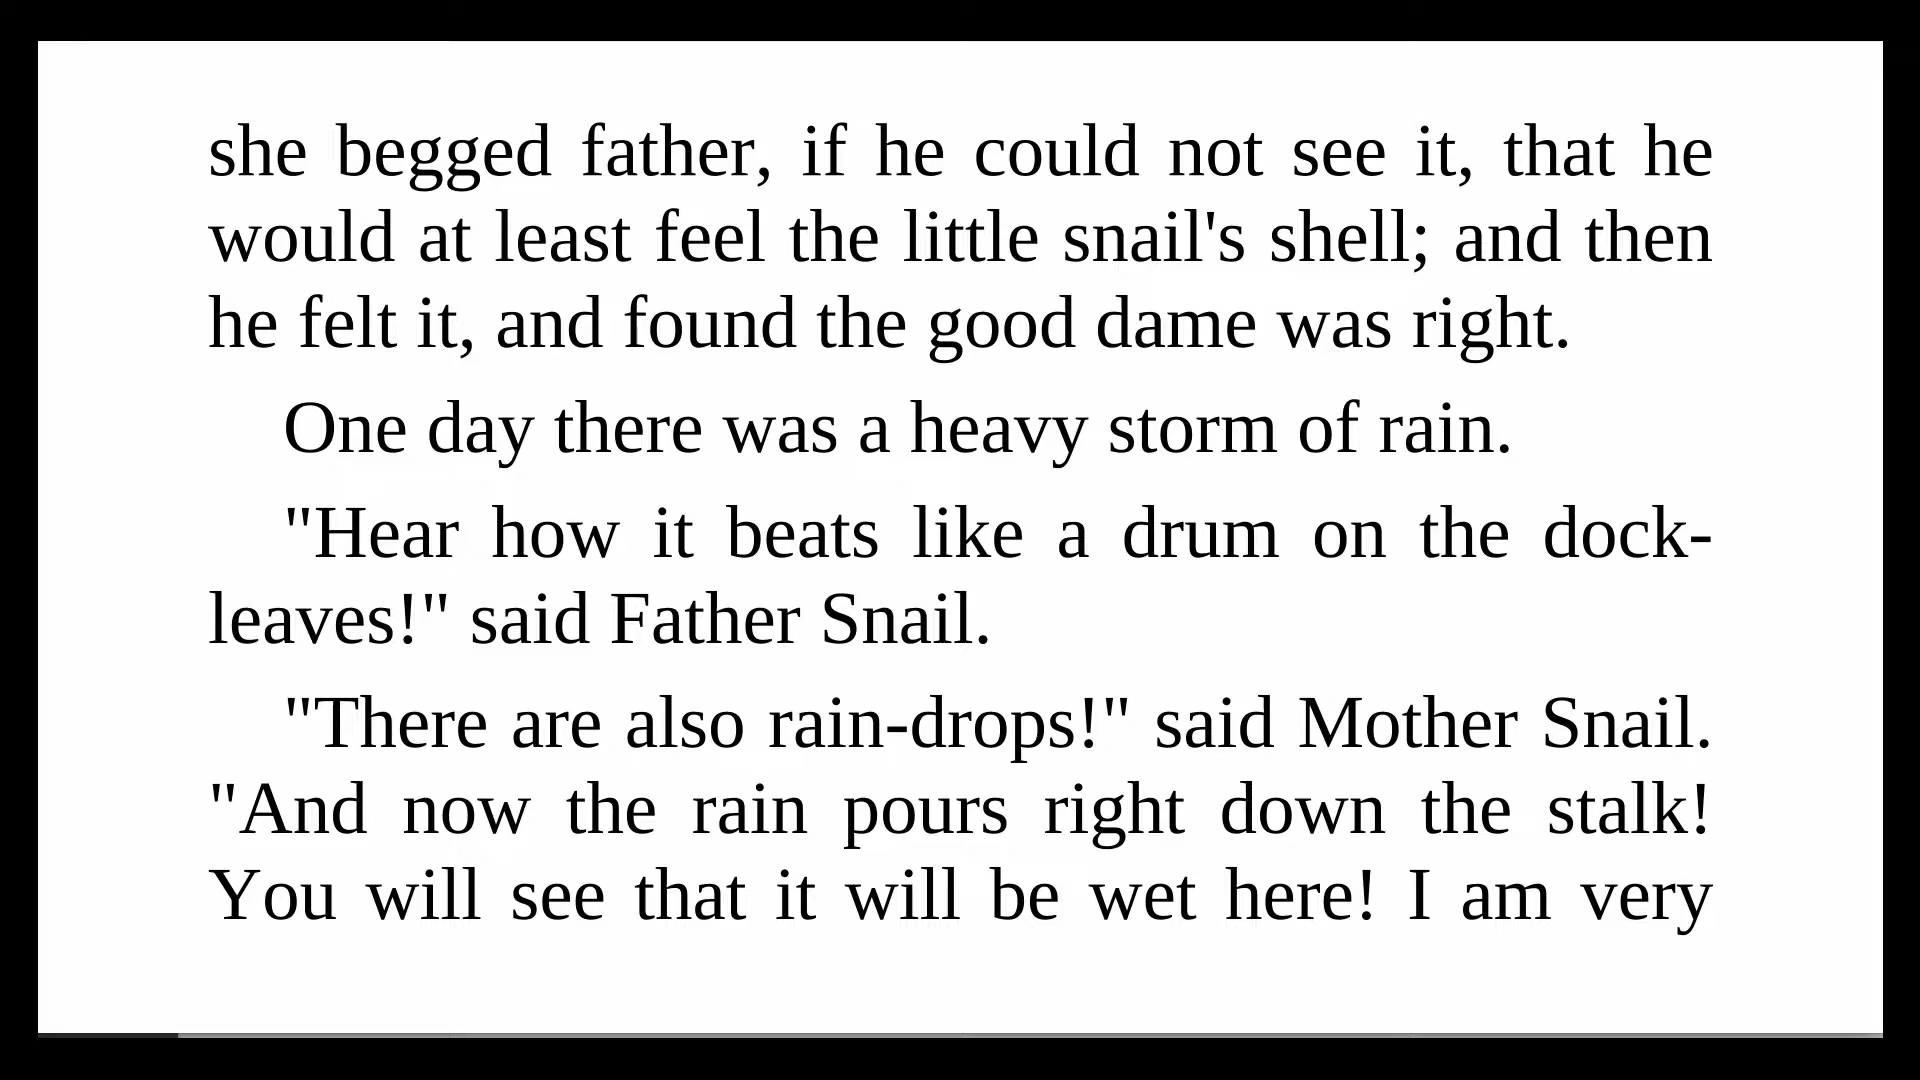 she begged father, if he could not see it, that he
would at least feel the little snail's shell; and then
he felt it, and found the good dame was right.
One day there was a heavy storm of rain.
"Hear how it beats like a drum on the dock-
leaves!" said Father Snail.
"There are also rain-drops!" said Mother Snail.
"And now the rain pours right down the stalk!
You will see that it will be wet here! I am very